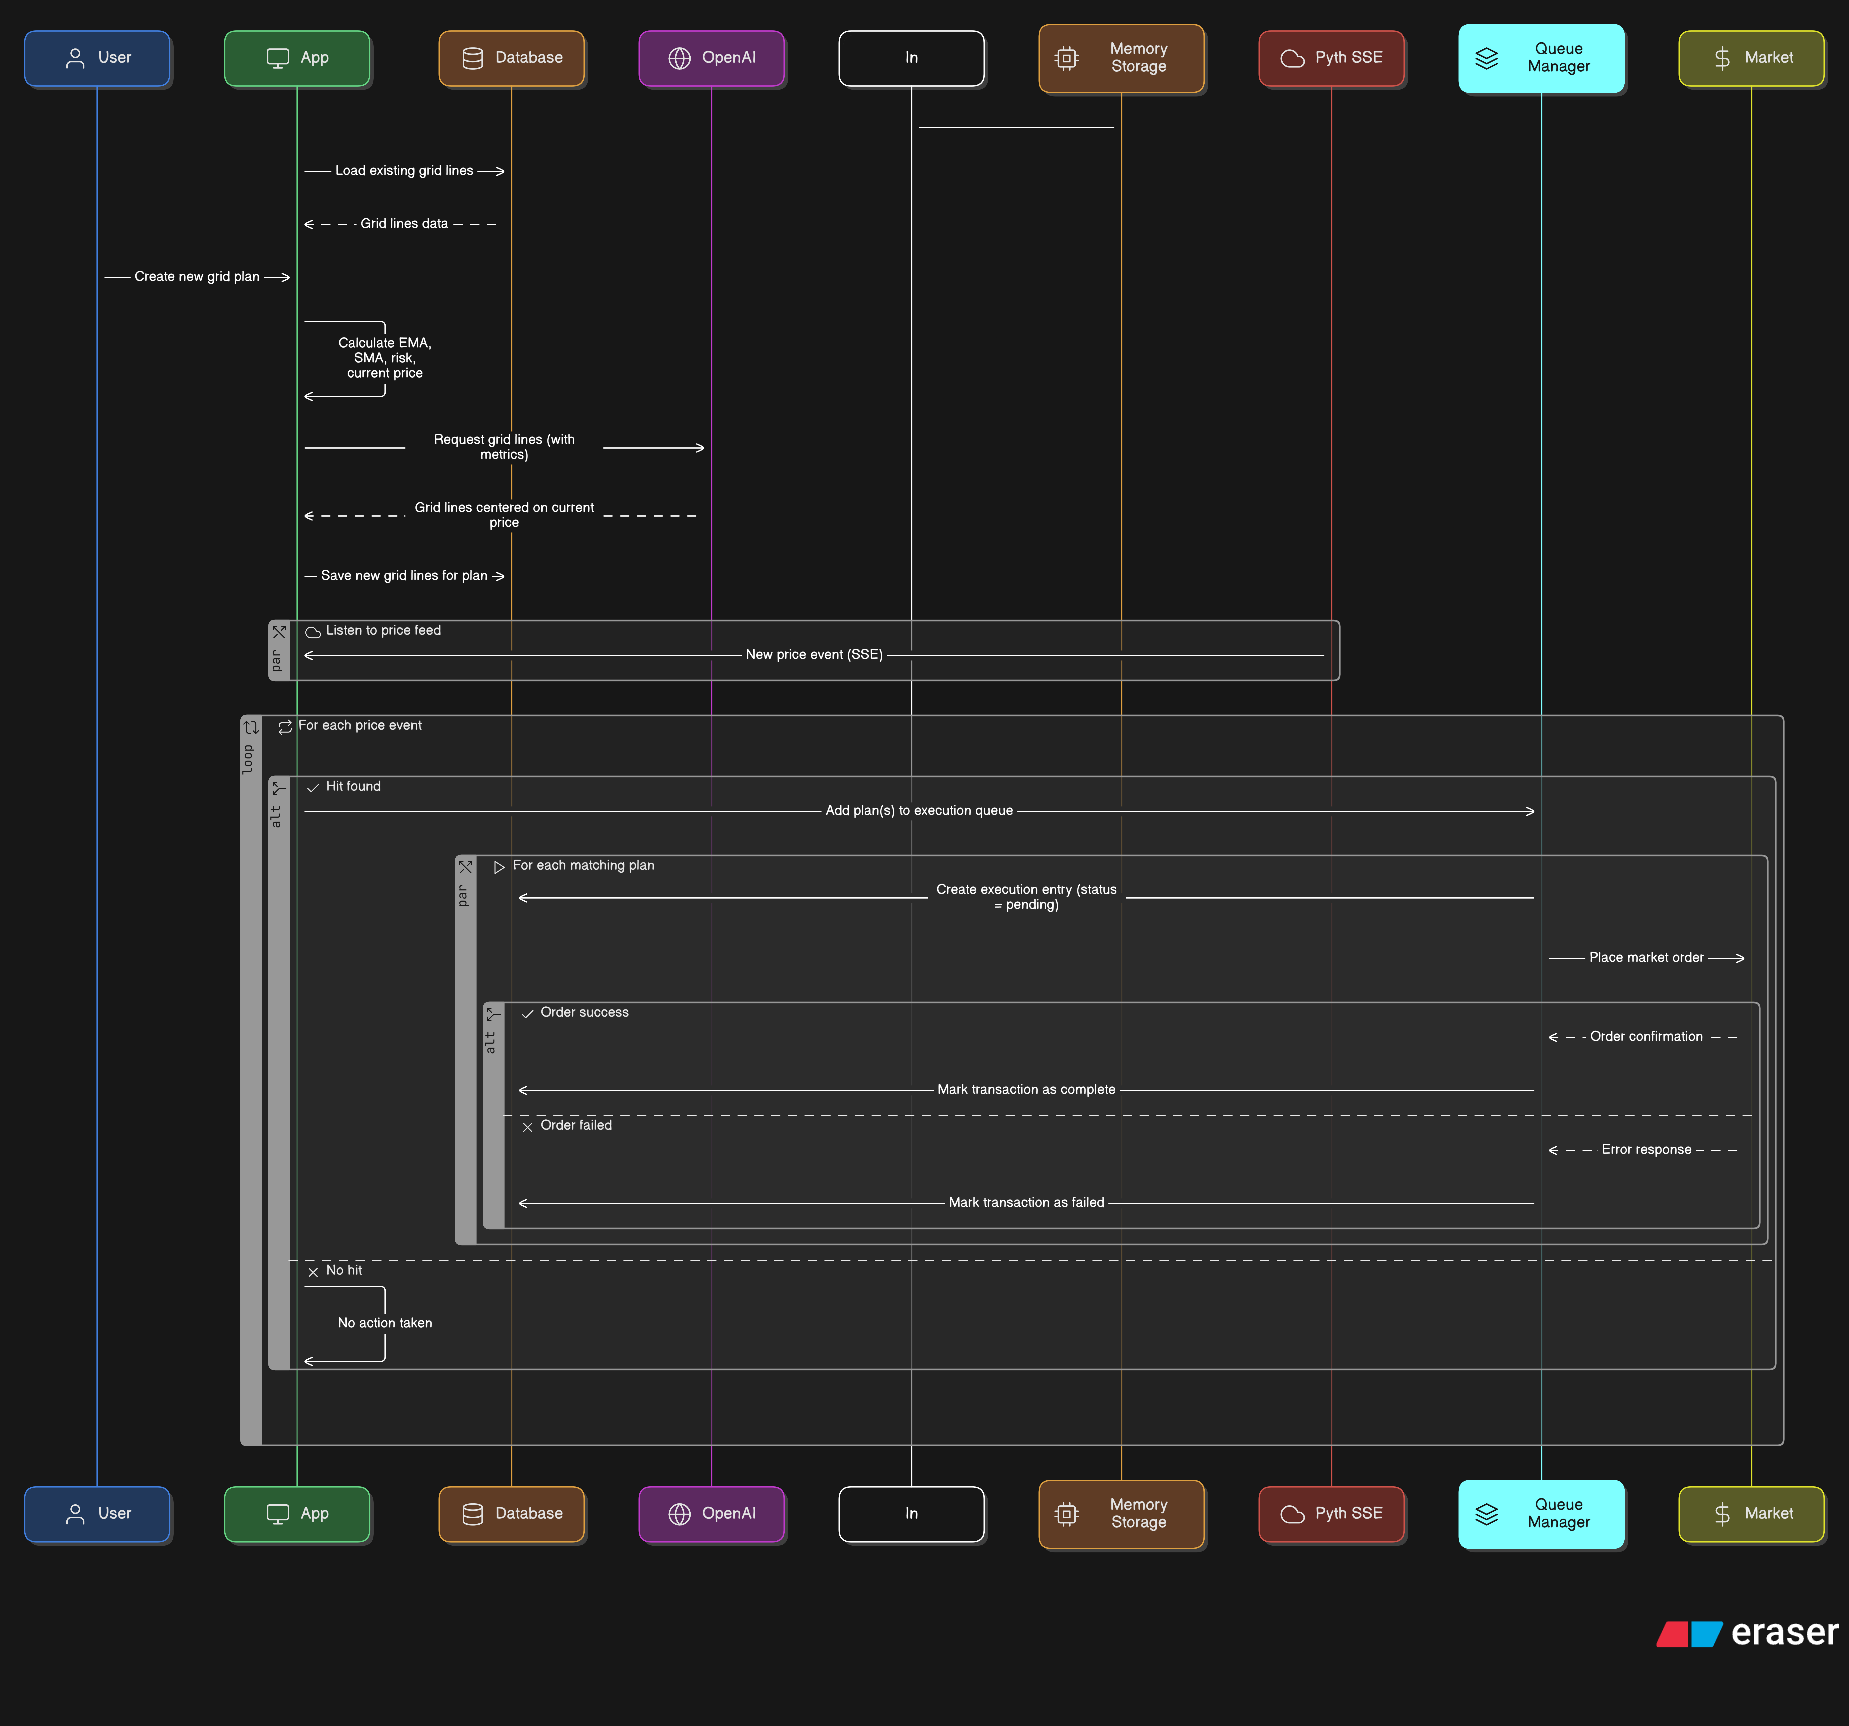 User
App
Database
OpenAI
In
Memory
Storage
Pyth SSE
Queue
Manager
Market
Load existing grid lines
Grid lines data
Create new grid plan
Calculate EMA,
SMA, risk,
current price
Request grid lines (with
metrics)
Grid lines centered on current
price
Save new grid lines for plan
par
Listen to price feed
New price event (SSE)
loop
For each price event
alt
Hit found
Add plan(s) to execution queue
par
For each matching plan
Create execution entry (status
= pending)
Place market order
alt
Order success
Order confirmation
Mark transaction as complete
Order failed
Error response
Mark transaction as failed
No hit
No action taken
User
App
Database
OpenAI
In
Memory
Storage
Pyth SSE
Queue
Manager
Market
eraser